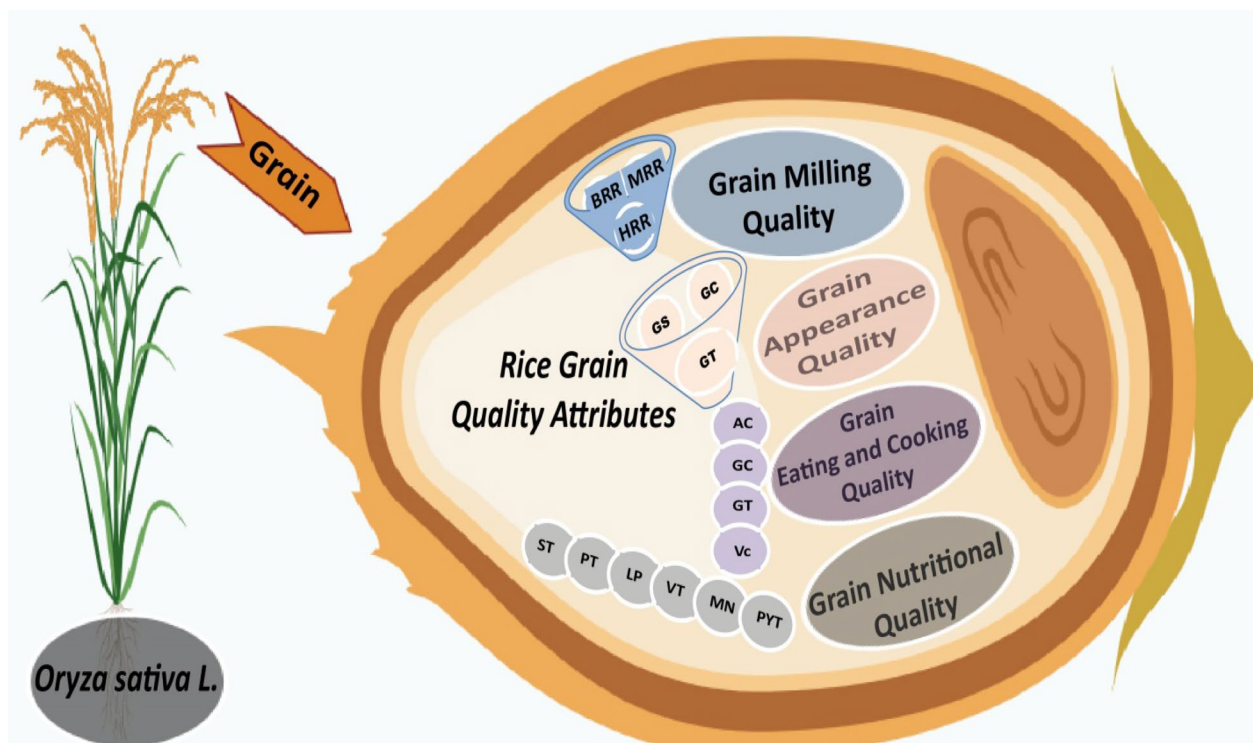 Grain
Oryza sativa L.
Rice Grain
Quality Attributes
BRR
MRR
HRR
Grain Milling
Quality
GS
GC
GT
Grain
Appearance
Quality
AC
GC
GT
Vc
Grain
Eating and Cooking
Quality
ST
PT
LP
VT
MN
PYT
Grain Nutritional
Quality